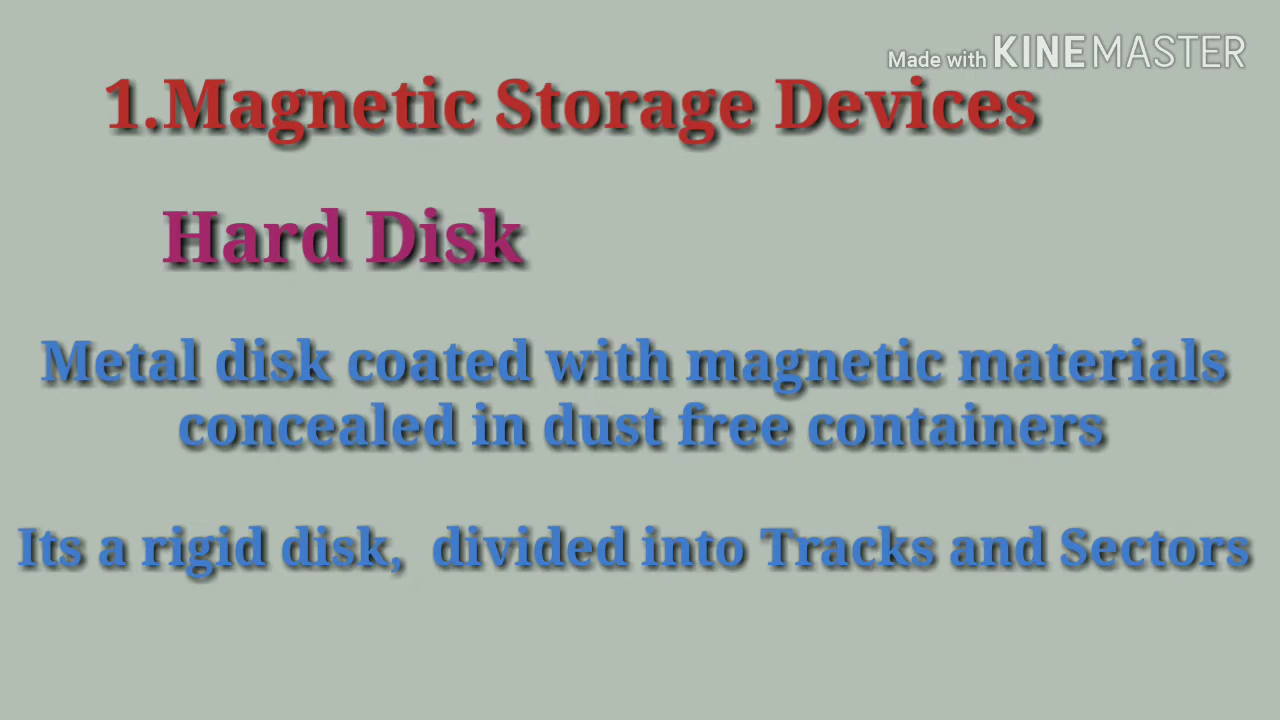 Made with KINEMASTER
1.Magnetic Storage Devices
Hard Disk
Metal disk coated with magnetic materials
concealed in dust free containers
Its a rigid disk, divided into Tracks and Sectors